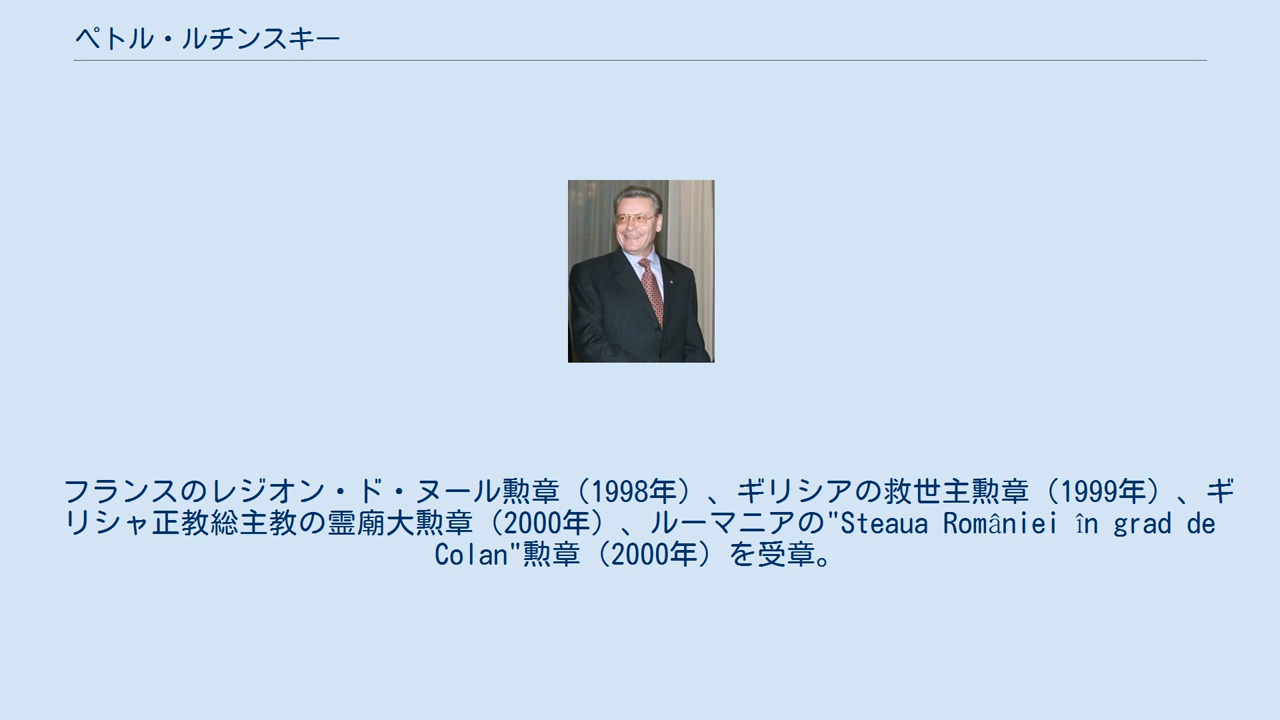 ペトル・ルチンスキー
フランスのレジオン・ド・ヌール勲章（1998年）、ギリシアの救世主勲章（1999年）、ギ
リシャ正教総主教の霊廟大勲章（2000年）、ルーマニアの"Steaua României în grad de
Colan"勲章（2000年）を受章。